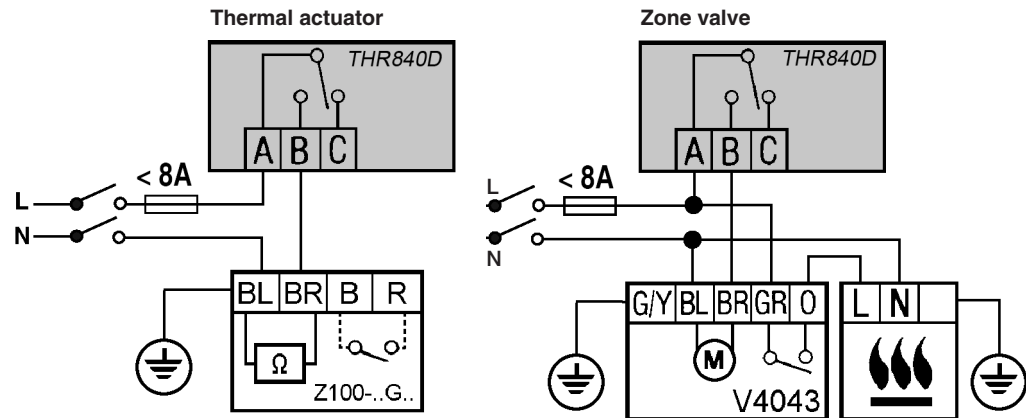 Thermal actuator
THR840D
A B C
< 8A
L
N
BL BR B R
Ω
Z100-..G..
Zone valve
THR840D
A B C
< 8A
L
N
G/Y BL BR GR O
L N
M
V4043